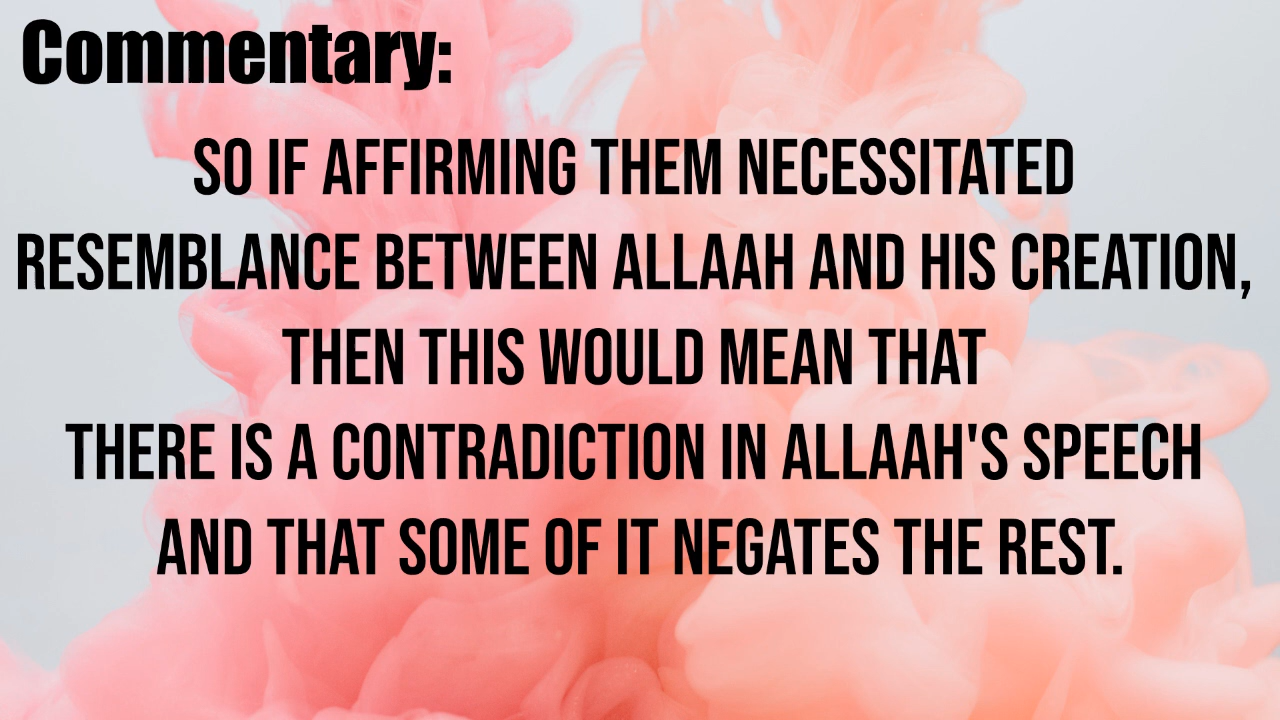 Commentary:
SO IF AFFIRMING THEM NECESSITATED
RESEMBLANCE BETWEEN ALLAAH AND HIS CREATION,
THEN THIS WOULD MEAN THAT
THERE IS A CONTRADICTION IN ALLAAH'S SPEECH
AND THAT SOME OF IT NEGATES THE REST.